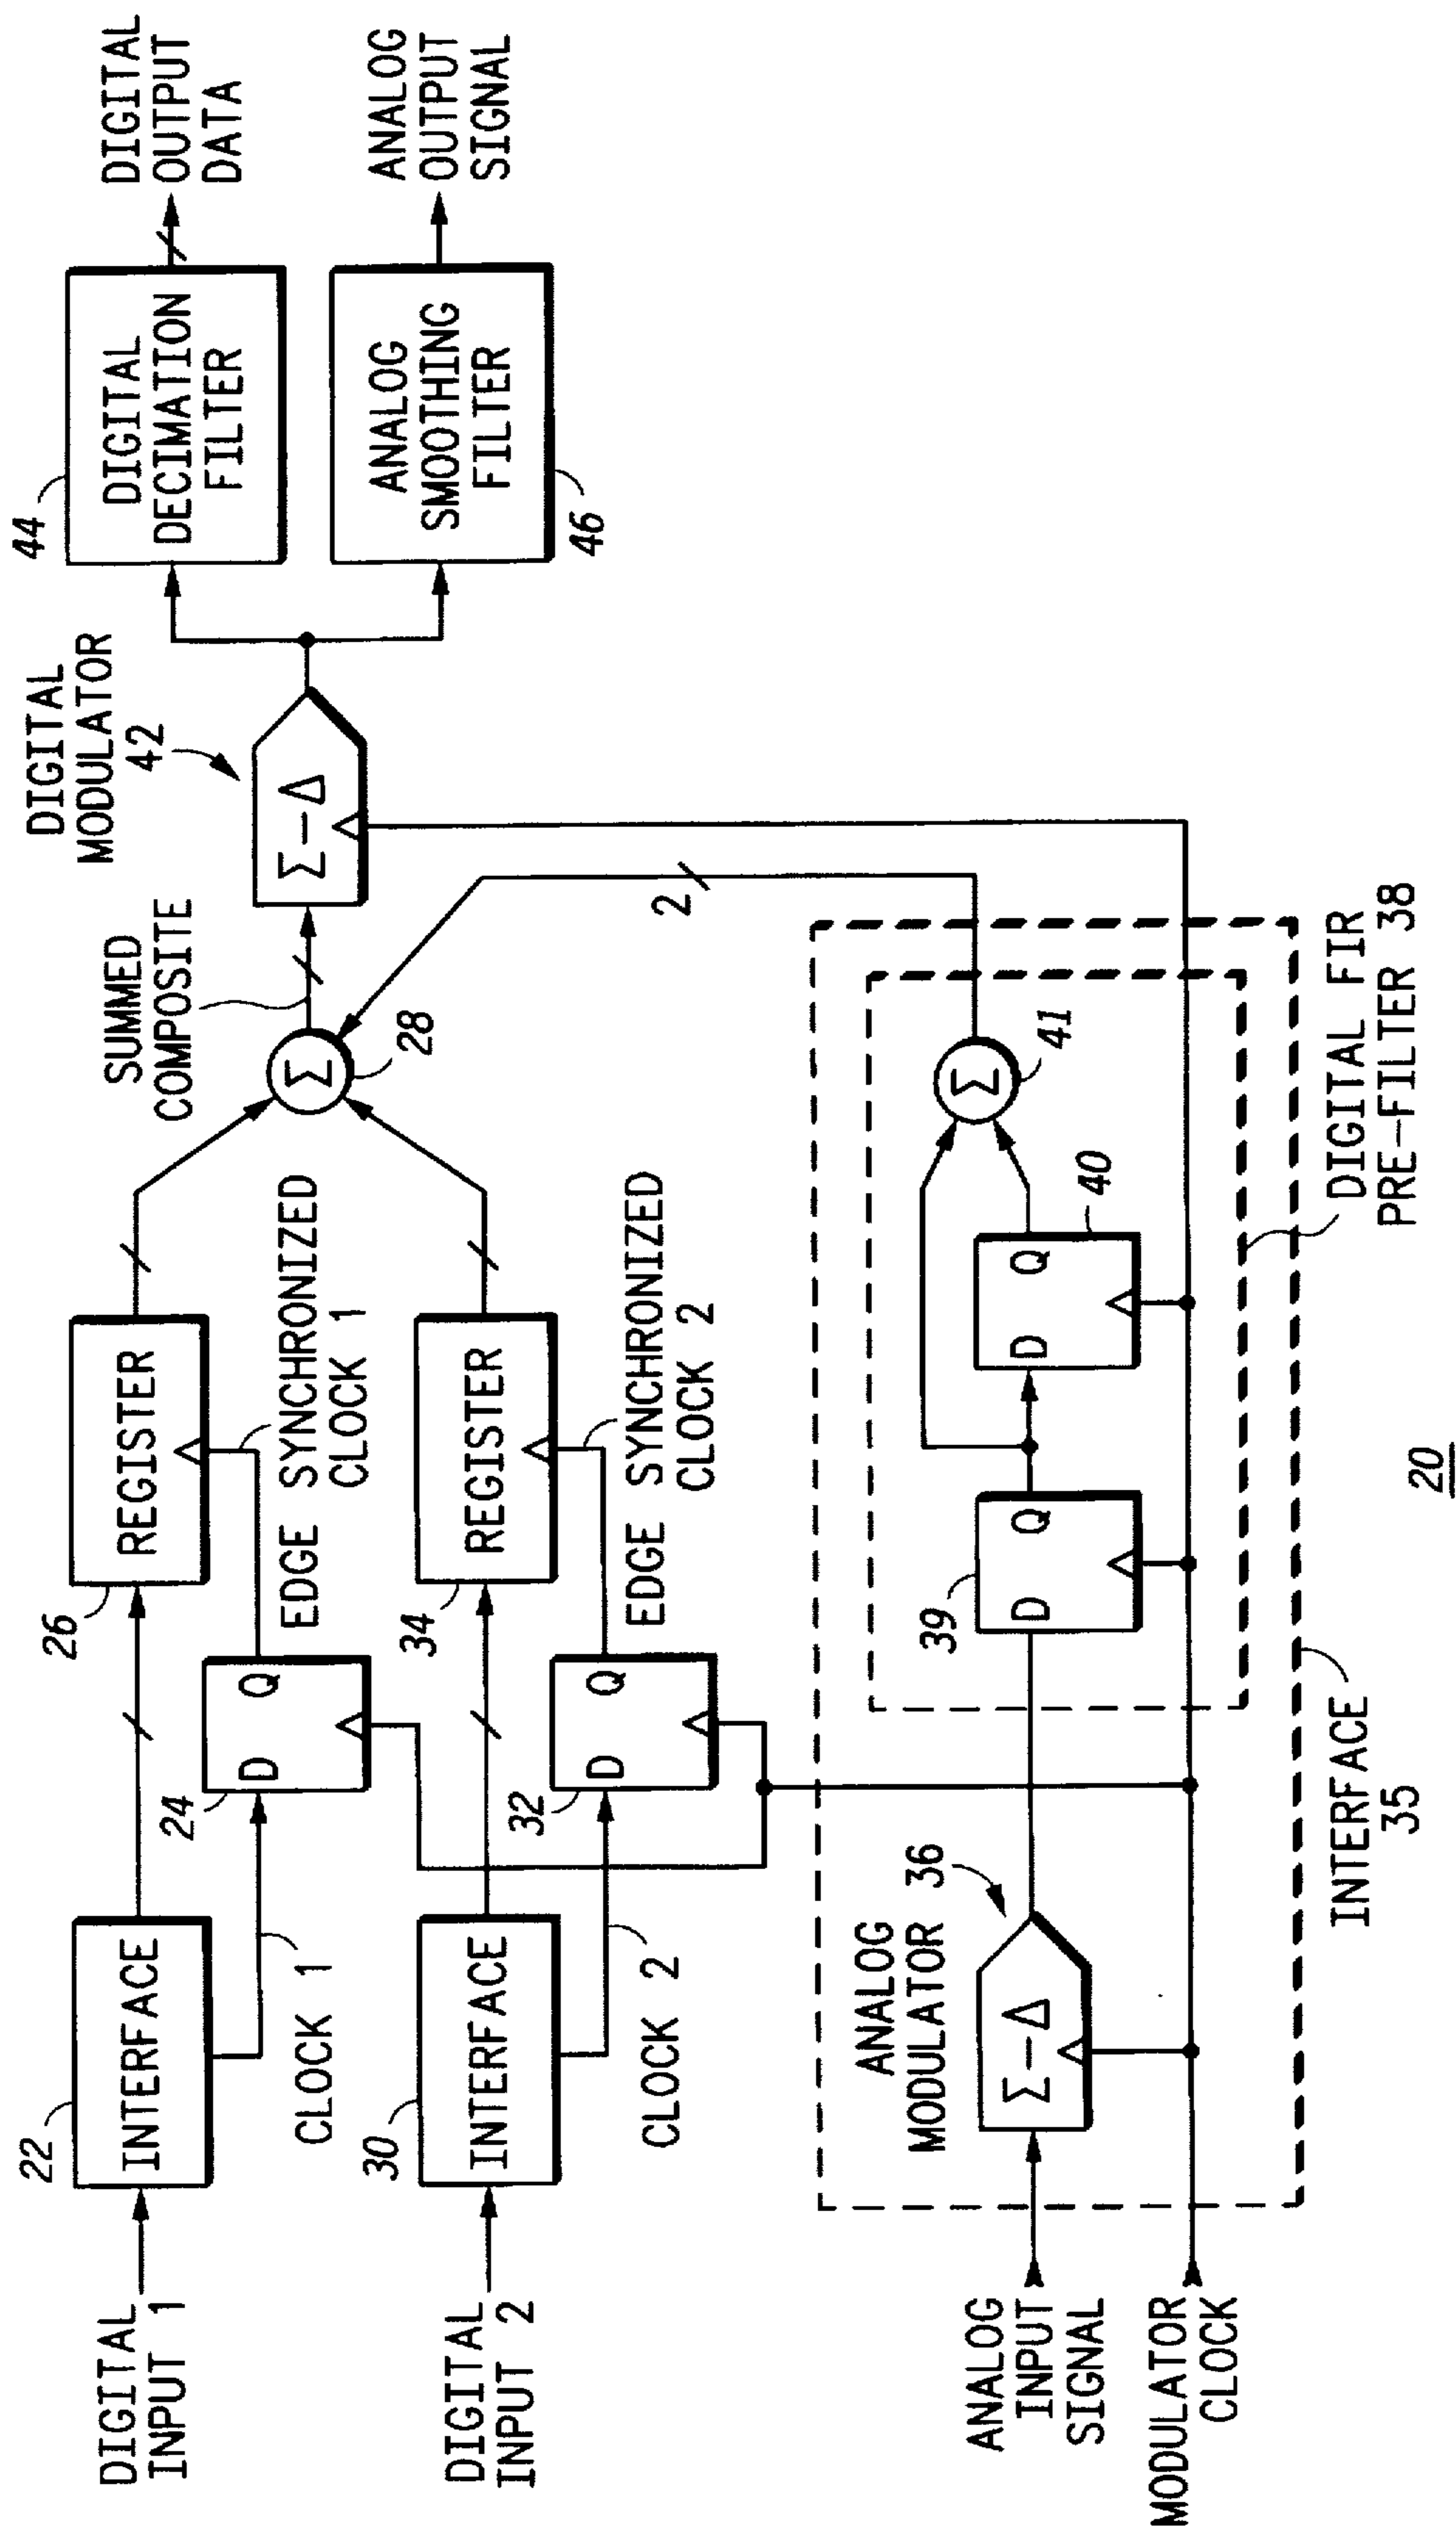 DIGITAL
INPUT 1
22
INTERFACE
CLOCK 1
24
D Q
26
REGISTER
EDGE SYNCHRONIZED
CLOCK 1
SUMMED
COMPOSITE
Σ
28
DIGITAL
MODULATOR
42
Σ-Δ
44
DIGITAL
DECIMATION
FILTER
DIGITAL
OUTPUT
DATA
ANALOG
SMOOTHING
FILTER
46
ANALOG
OUTPUT
SIGNAL
DIGITAL
INPUT 2
30
INTERFACE
CLOCK 2
32
D Q
34
REGISTER
EDGE SYNCHRONIZED
CLOCK 2
2
ANALOG
INPUT
SIGNAL
MODULATOR
CLOCK
ANALOG
MODULATOR 36
Σ-Δ
39
D Q
D Q
40
Σ
41
INTERFACE
35
DIGITAL FIR
PRE-FILTER 38
20